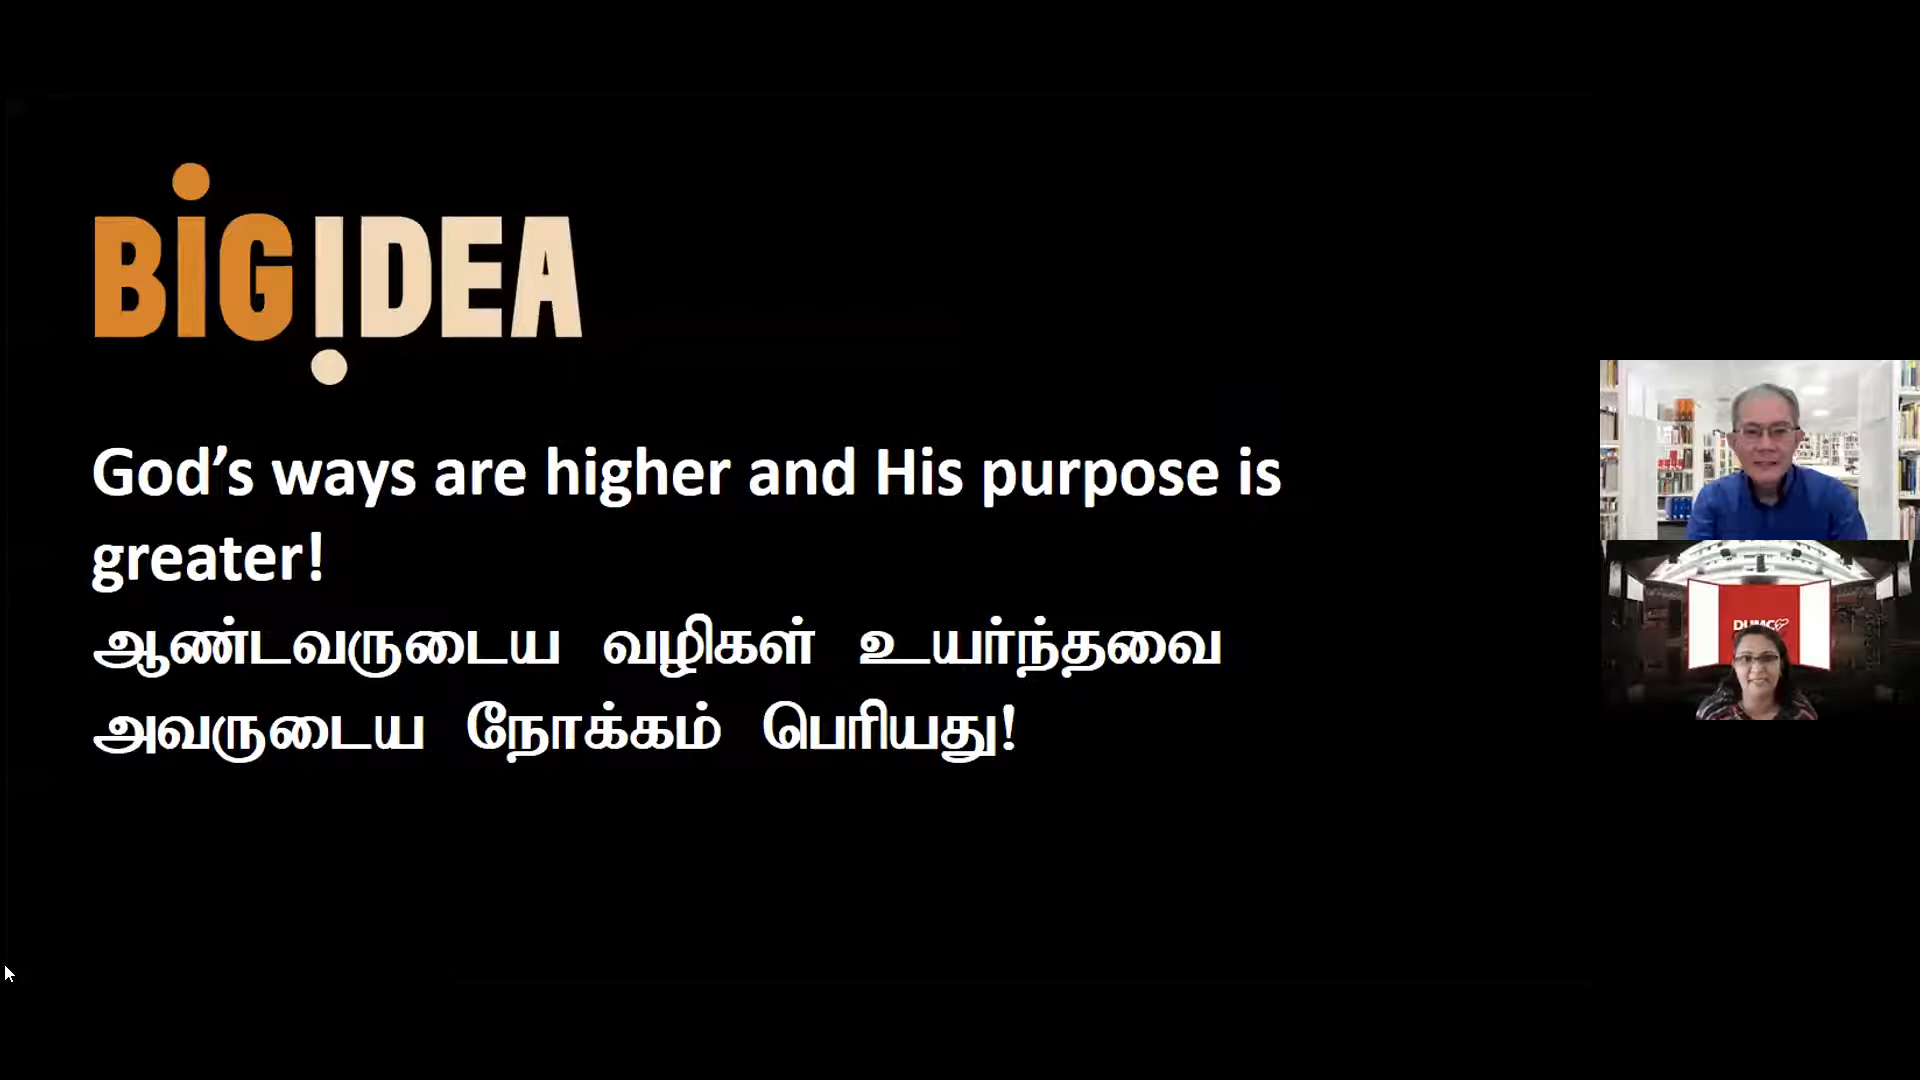 BIG IDEA
God's ways are higher and His purpose is
greater!
ஆண்டவருடைய வழிகள் உயர்ந்தவை
அவருடைய நோக்கம் பெரியது!
DUMC